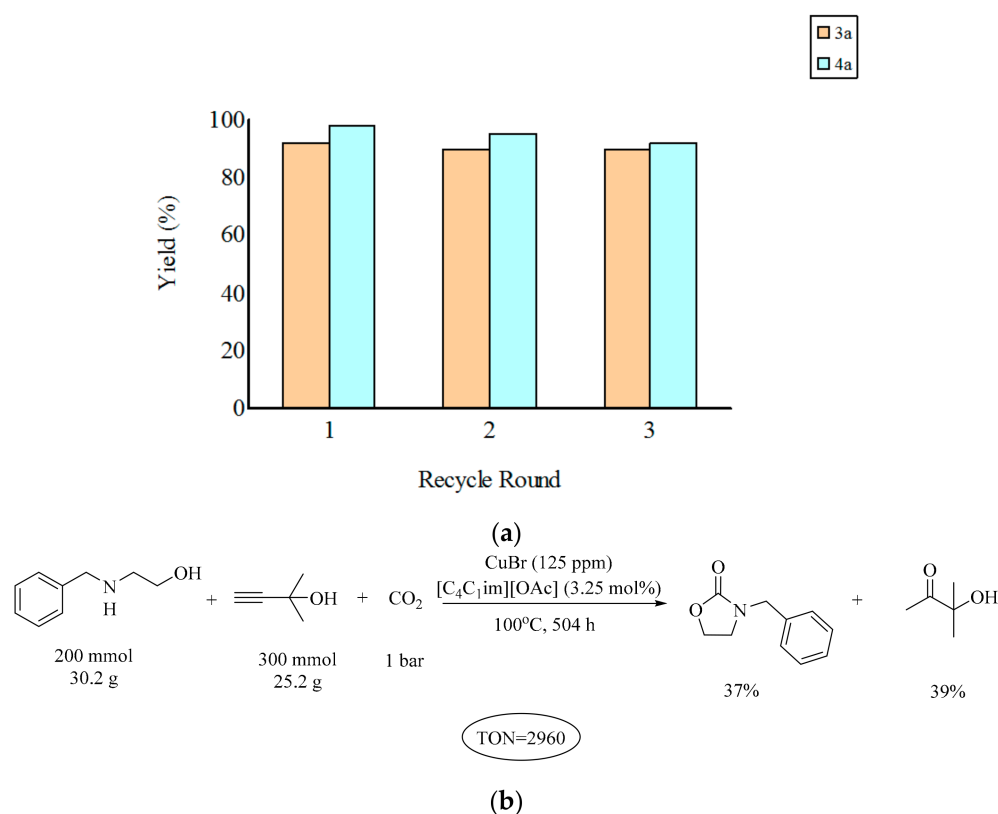 3a
4a
100
80
60
40
20
0
Yield (%)
1 2 3
Recycle Round
(a)
CuBr (125 ppm)
[C₄C₁im][OAc] (3.25 mol%)
100°C, 504 h
N
H
OH
+
OH
+
CO₂
O
O
N
+
O
OH
200 mmol
30.2 g
300 mmol
25.2 g
1 bar
37%
39%
TON=2960
(b)